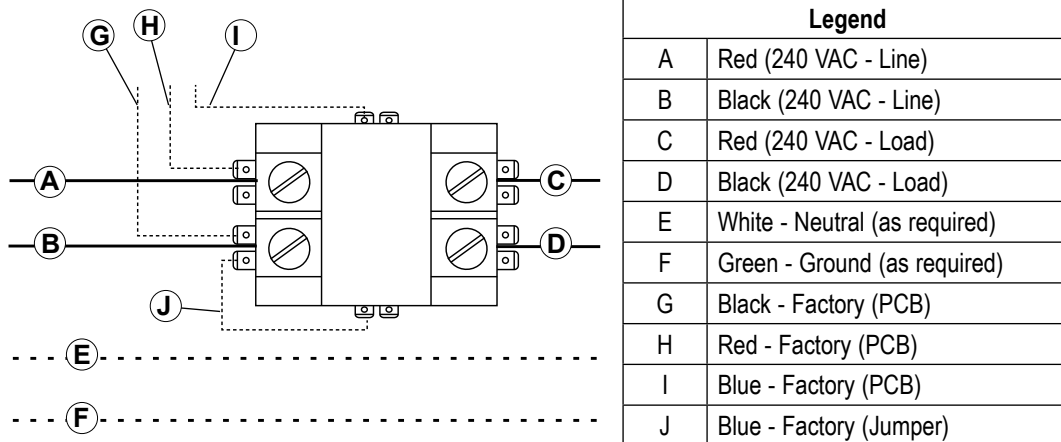 G
H
I
A
B
C
D
J
E
F
Legend
A Red (240 VAC - Line)
B Black (240 VAC - Line)
C Red (240 VAC - Load)
D Black (240 VAC - Load)
E White - Neutral (as required)
F Green - Ground (as required)
G Black - Factory (PCB)
H Red - Factory (PCB)
I Blue - Factory (PCB)
J Blue - Factory (Jumper)